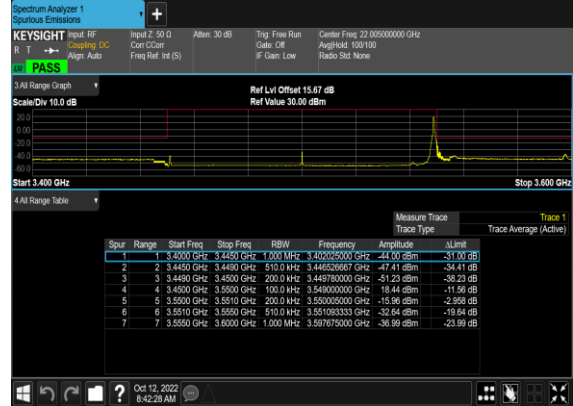 Spectrum Analyzer 1
Spurious Emissions
+
KEYSIGHT Input: RF Input Z: 50 Ω Atten: 30 dB Trig: Free Run Center Freq: 22.005000000 GHz
R T Coupling: DC Corr CCorr Gate: Off Avg|Hold: 100/100
Align: Auto Freq Ref: Int (S) IF Gain: Low Radio Std: None
PASS
3 All Range Graph
Ref Lvl Offset 15.67 dB
Scale/Div 10.0 dB Ref Value 30.00 dBm
20.0
0.00
-20.0
-40.0
-60.0
Start 3.400 GHz Stop 3.600 GHz
4 All Range Table
Measure Trace Trace 1
Trace Type Trace Average (Active)
Spur Range Start Freq Stop Freq RBW Frequency Amplitude ΔLimit
1 1 3.4000 GHz 3.4450 GHz 1.000 MHz 3.402025000 GHz -44.00 dBm -31.00 dB
2 2 3.4450 GHz 3.4490 GHz 510.0 kHz 3.446526667 GHz -47.41 dBm -34.41 dB
3 3 3.4490 GHz 3.4500 GHz 200.0 kHz 3.449780000 GHz -51.23 dBm -38.23 dB
4 4 3.4500 GHz 3.5500 GHz 100.0 kHz 3.549000000 GHz 18.44 dBm -11.56 dB
5 5 3.5500 GHz 3.5510 GHz 200.0 kHz 3.550005000 GHz -15.96 dBm -2.958 dB
6 6 3.5510 GHz 3.5550 GHz 510.0 kHz 3.551093333 GHz -32.64 dBm -19.64 dB
7 7 3.5550 GHz 3.6000 GHz 1.000 MHz 3.597675000 GHz -36.99 dBm -23.99 dB
? Oct 12, 2022
8:42:28 AM